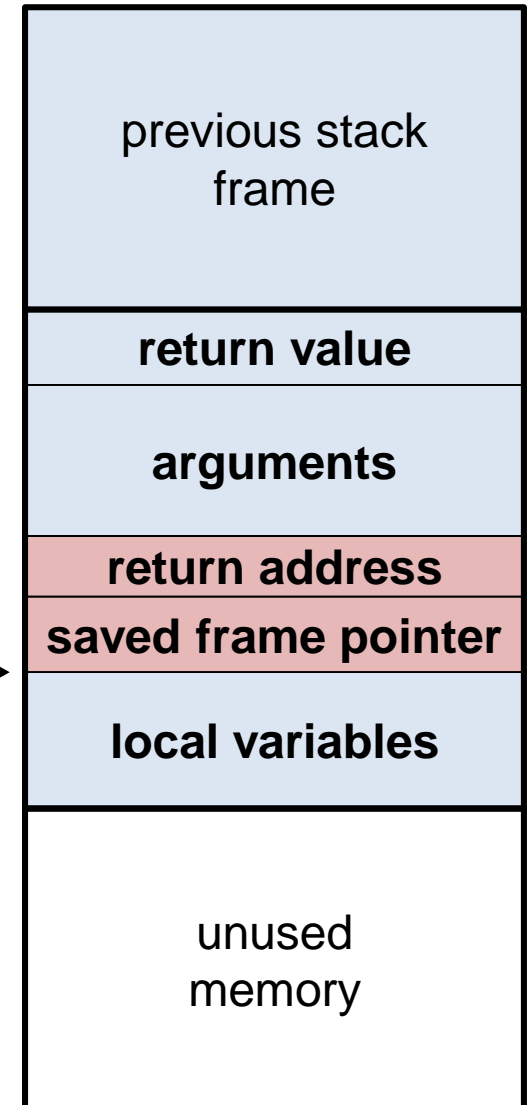 previous stack
frame
return value
arguments
return address
saved frame pointer
local variables
unused
memory